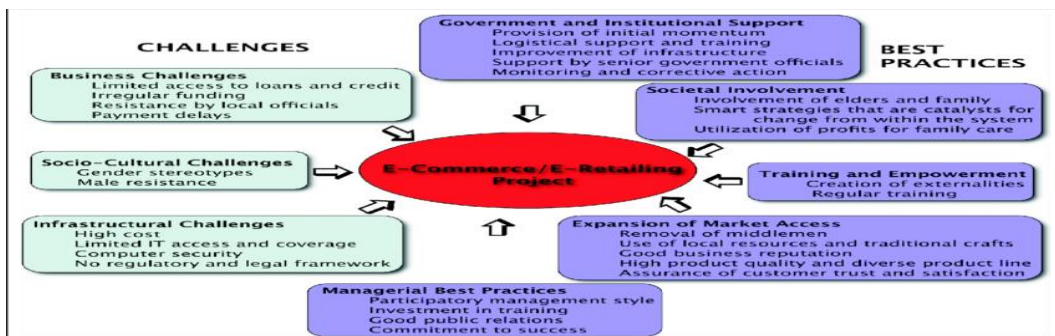 CHALLENGES
Business Challenges
Limited access to loans and credit
Irregular funding
Resistance by local officials
Payment delays
Socio-Cultural Challenges
Gender stereotypes
Male resistance
Infrastructural Challenges
High cost
Limited IT access and coverage
Computer security
No regulatory and legal framework
E-Commerce/E-Retailing
Project
Government and Institutional Support
Provision of initial momentum
Logistical support and training
Improvement of infrastructure
Support by senior government officials
Monitoring and corrective action
BEST
PRACTICES
Societal Involvement
Involvement of elders and family
Smart strategies that are catalysts for
change from within the system
Utilization of profits for family care
Training and Empowerment
Creation of externalities
Regular training
Expansion of Market Access
Removal of middlemen
Use of local resources and traditional crafts
Good business reputation
High product quality and diverse product line
Assurance of customer trust and satisfaction
Managerial Best Practices
Participatory management style
Investment in training
Good public relations
Commitment to success